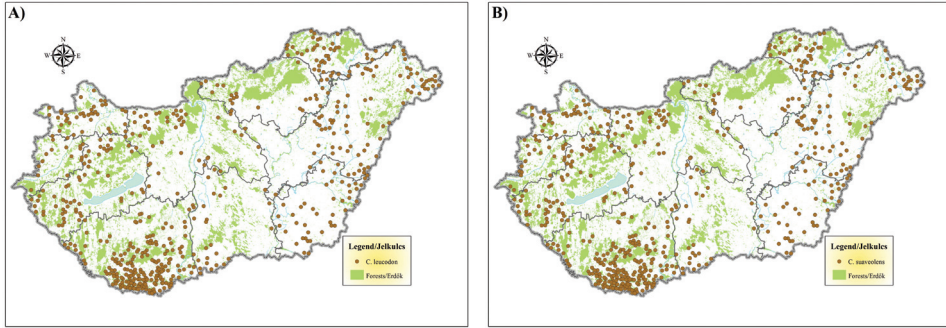 A)
N
W E
S
Legend/Jelkulcs
C. leucodon
Forests/Erdők
B)
N
W E
S
Legend/Jelkulcs
C. suaveolens
Forests/Erdők